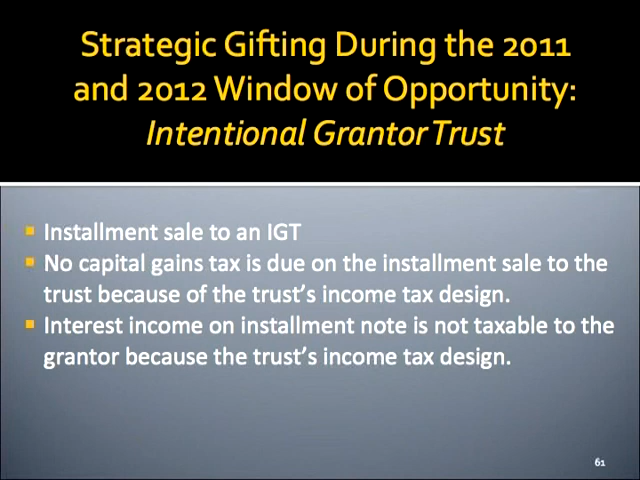 Strategic Gifting During the 2011
and 2012 Window of Opportunity:
Intentional Grantor Trust
Installment sale to an IGT
No capital gains tax is due on the installment sale to the
trust because of the trust's income tax design.
Interest income on installment note is not taxable to the
grantor because the trust's income tax design.
61